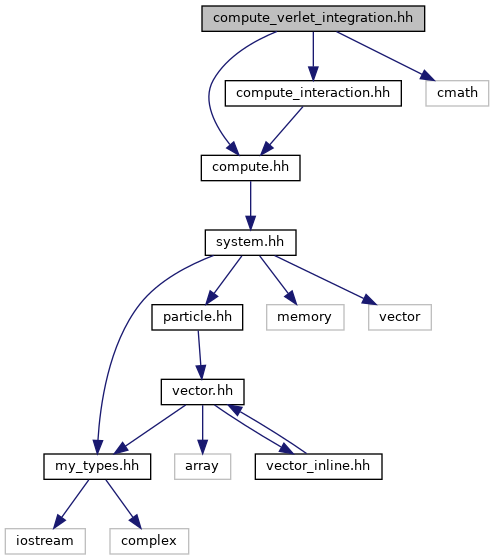 compute_verlet_integration.hh
compute_interaction.hh
cmath
compute.hh
system.hh
particle.hh
memory
vector
vector.hh
my_types.hh
array
vector_inline.hh
iostream
complex